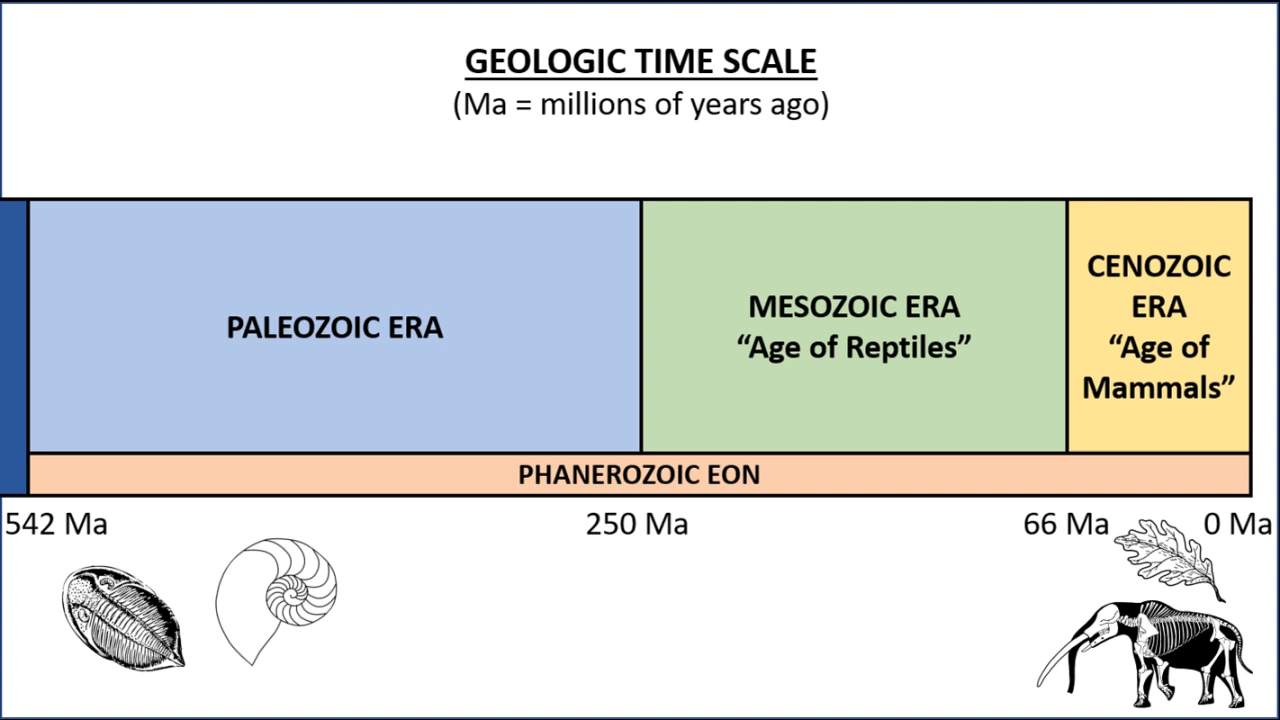 GEOLOGIC TIME SCALE
(Ma = millions of years ago)
PALEOZOIC ERA
MESOZOIC ERA
“Age of Reptiles”
CENOZOIC
ERA
“Age of
Mammals”
PHANEROZOIC EON
542 Ma
250 Ma
66 Ma
0 Ma